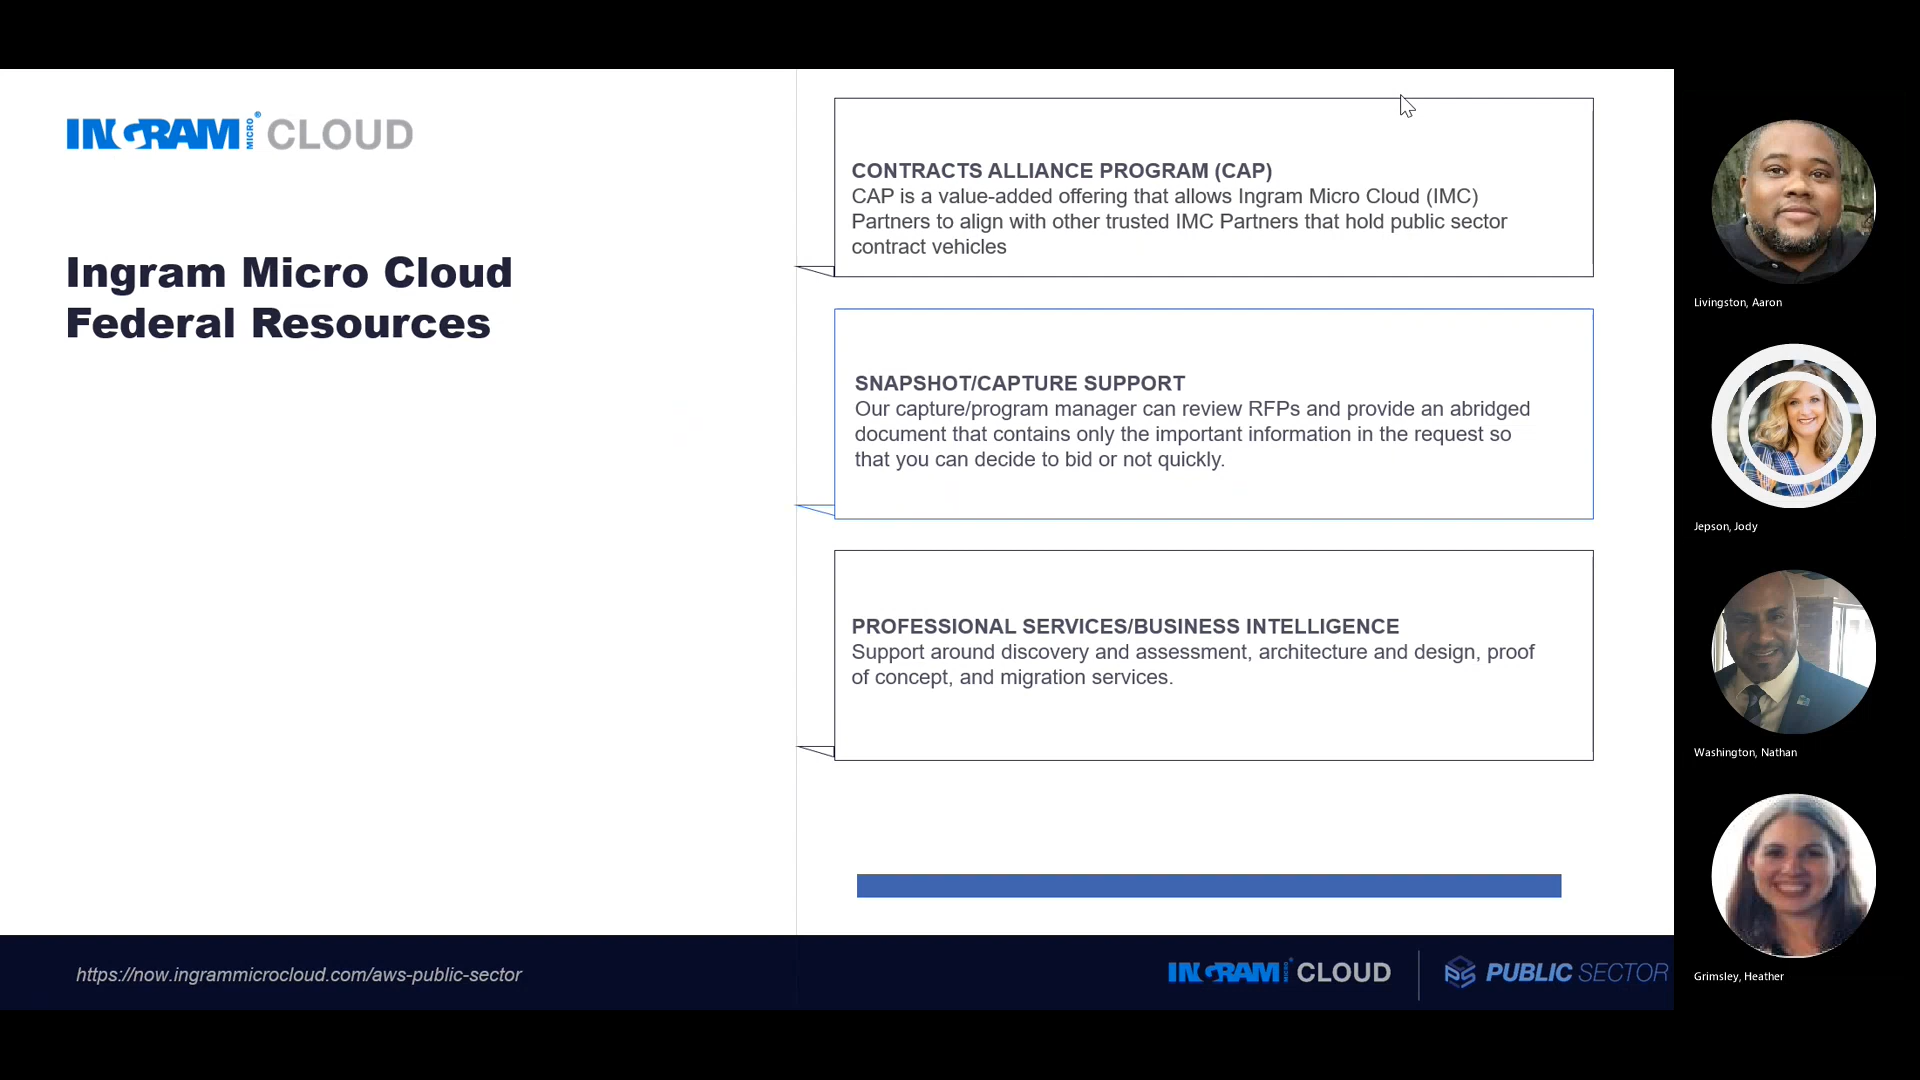 INGRAM MICRO® CLOUD
Ingram Micro Cloud
Federal Resources
CONTRACTS ALLIANCE PROGRAM (CAP)
CAP is a value-added offering that allows Ingram Micro Cloud (IMC)
Partners to align with other trusted IMC Partners that hold public sector
contract vehicles
SNAPSHOT/CAPTURE SUPPORT
Our capture/program manager can review RFPs and provide an abridged
document that contains only the important information in the request so
that you can decide to bid or not quickly.
PROFESSIONAL SERVICES/BUSINESS INTELLIGENCE
Support around discovery and assessment, architecture and design, proof
of concept, and migration services.
https://now.ingrammicrocloud.com/aws-public-sector
INGRAM MICRO® CLOUD
PUBLIC SECTOR
Livingston, Aaron
Jepson, Jody
Washington, Nathan
Grimsley, Heather